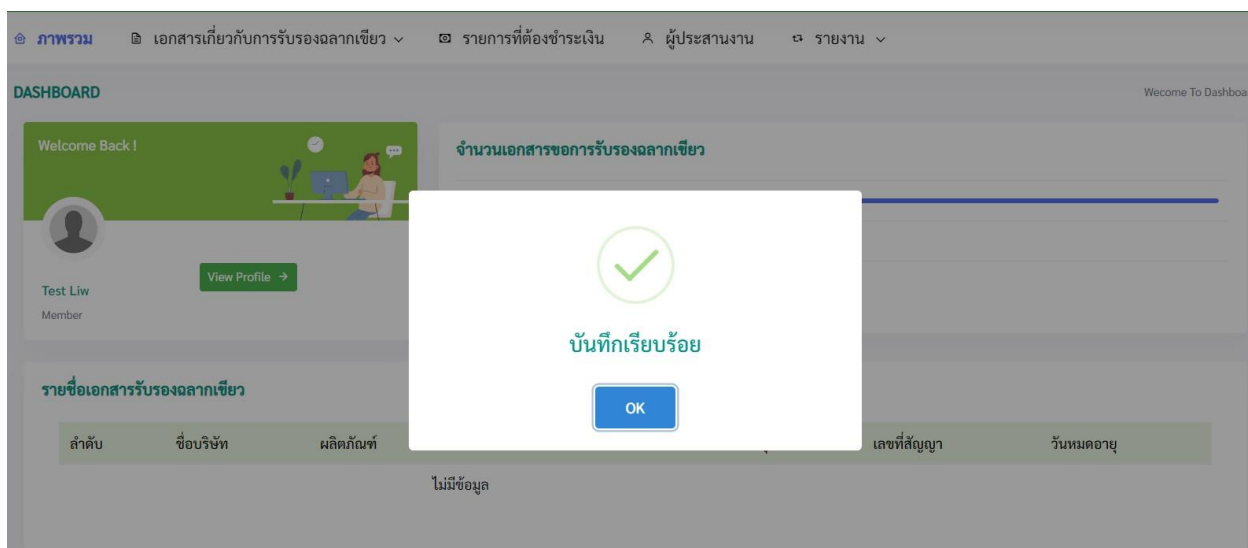 ภาพรวม เอกสารเกี่ยวกับการรับรองฉลากเขียว รายการที่ต้องชำระเงิน ผู้ประสานงาน รายงาน
DASHBOARD
Wecome To Dashboa
Welcome Back !
จำนวนเอกสารขอการรับรองฉลากเขียว
View Profile →
Test Liw
Member
บันทึกเรียบร้อย
OK
รายชื่อเอกสารรับรองฉลากเขียว
ลำดับ ชื่อบริษัท ผลิตภัณฑ์ เลขที่สัญญา วันหมดอายุ
ไม่มีข้อมูล